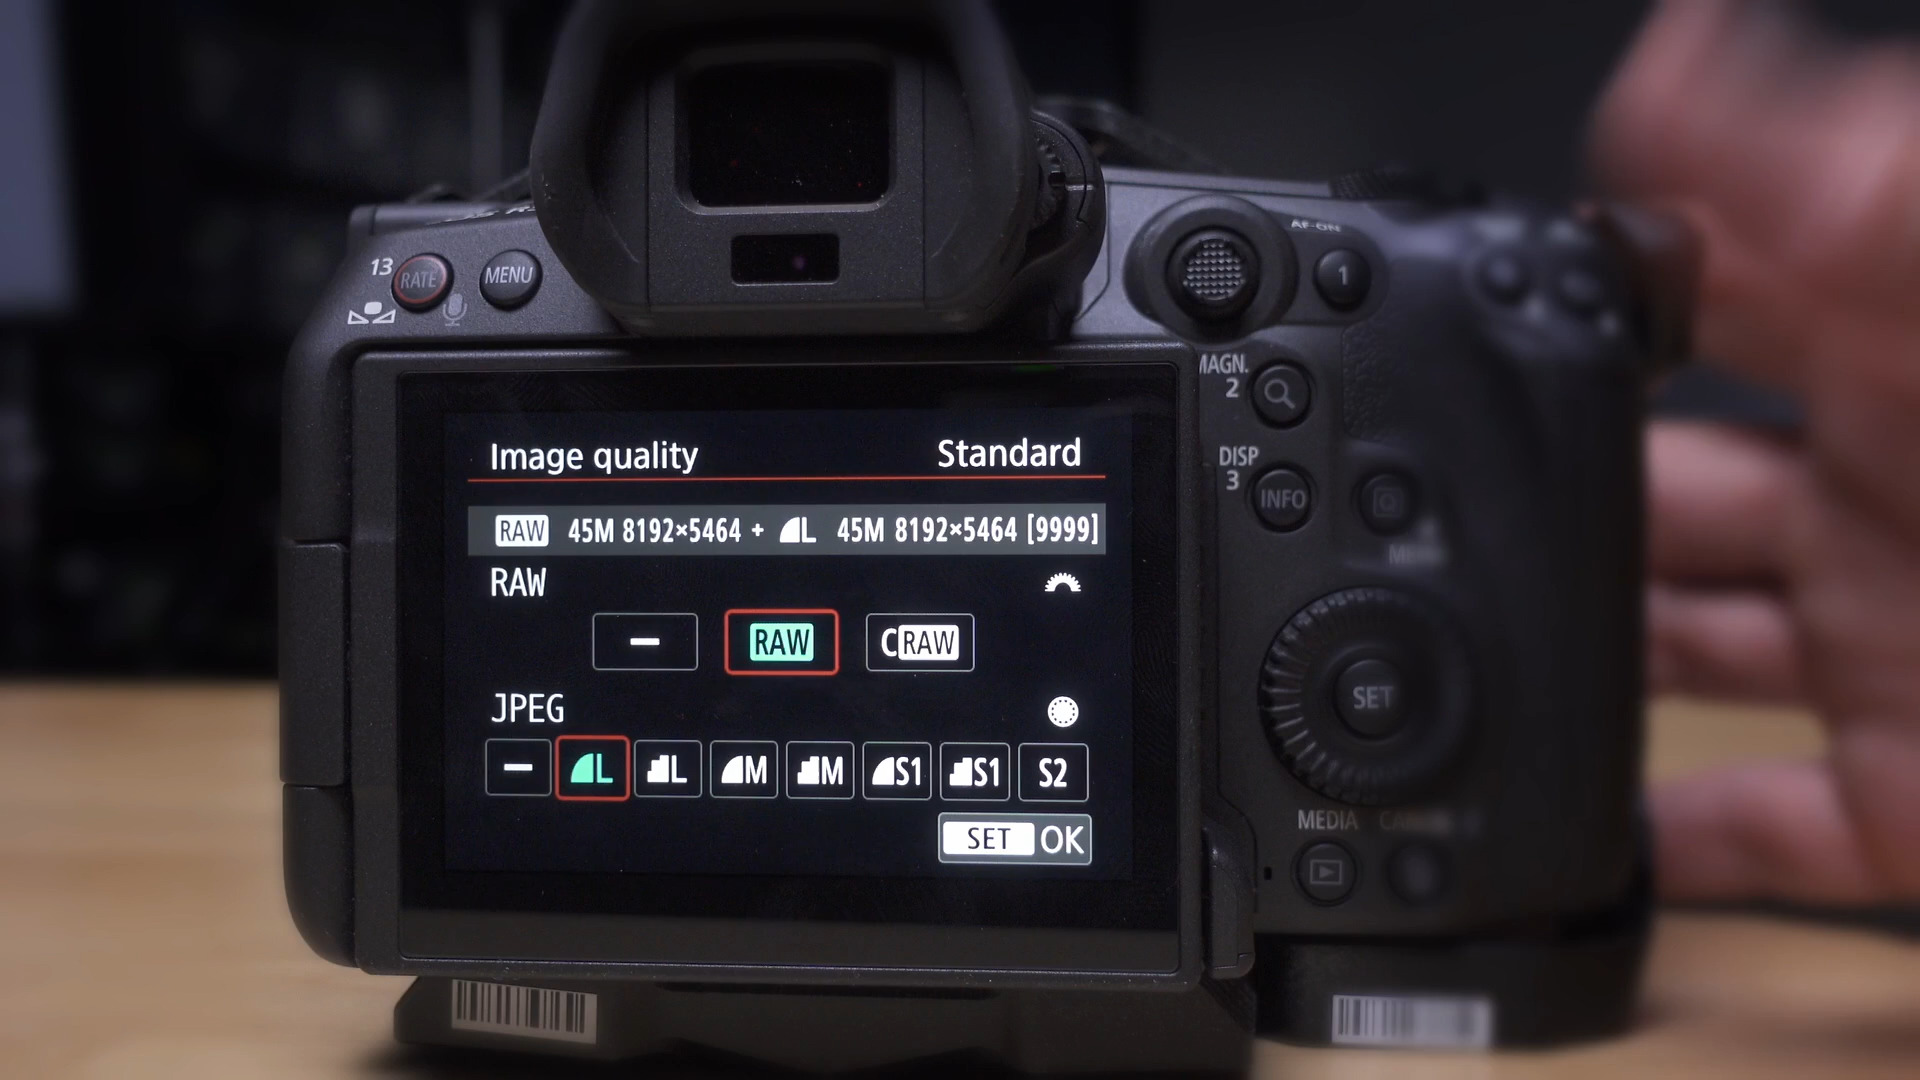 AF-ON
13 RATE MENU
1
MAGN.
2
Image quality Standard
DISP
3
INFO
RAW 45M 8192×5464 + L 45M 8192×5464 [9999]
RAW
RAW CRAW
SET
JPEG
L L M M S1 S1 S2
MEDIA
SET OK